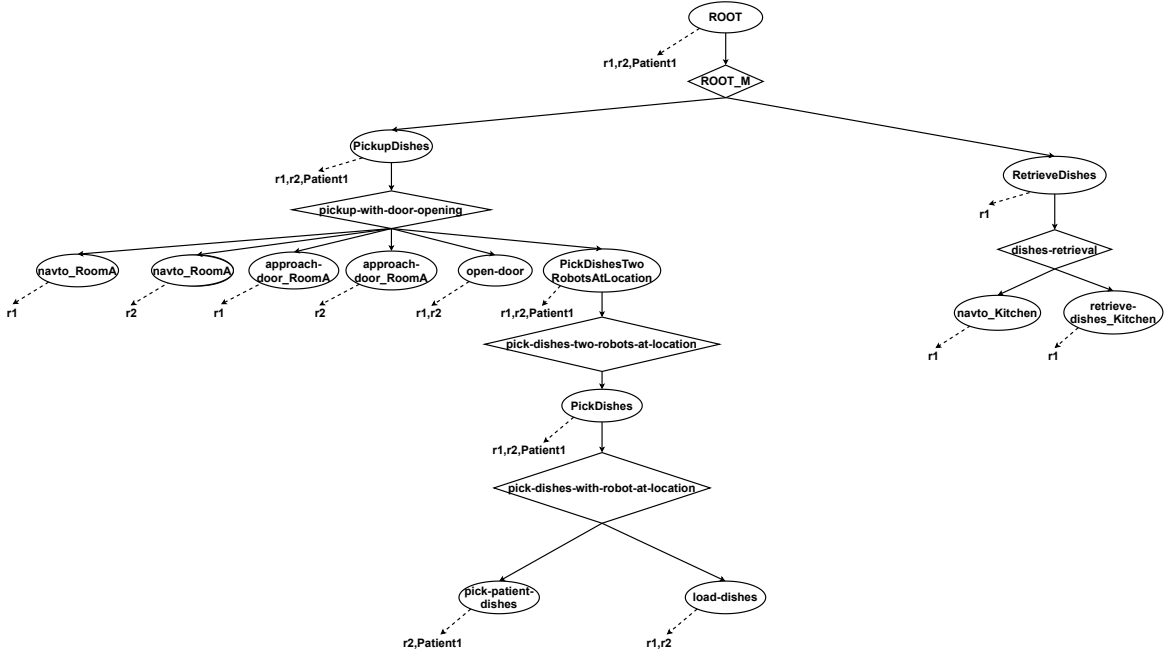 ROOT
r1,r2,Patient1
ROOT_M
PickupDishes
r1,r2,Patient1
RetrieveDishes
r1
pickup-with-door-opening
dishes-retrieval
navto_RoomA
r1
navto_RoomA
r2
approach-
door_RoomA
r1
approach-
door_RoomA
r2
open-door
r1,r2
PickDishesTwo
RobotsAtLocation
r1,r2,Patient1
navto_Kitchen
r1
retrieve-
dishes_Kitchen
r1
pick-dishes-two-robots-at-location
PickDishes
r1,r2,Patient1
pick-dishes-with-robot-at-location
pick-patient-
dishes
r2,Patient1
load-dishes
r1,r2